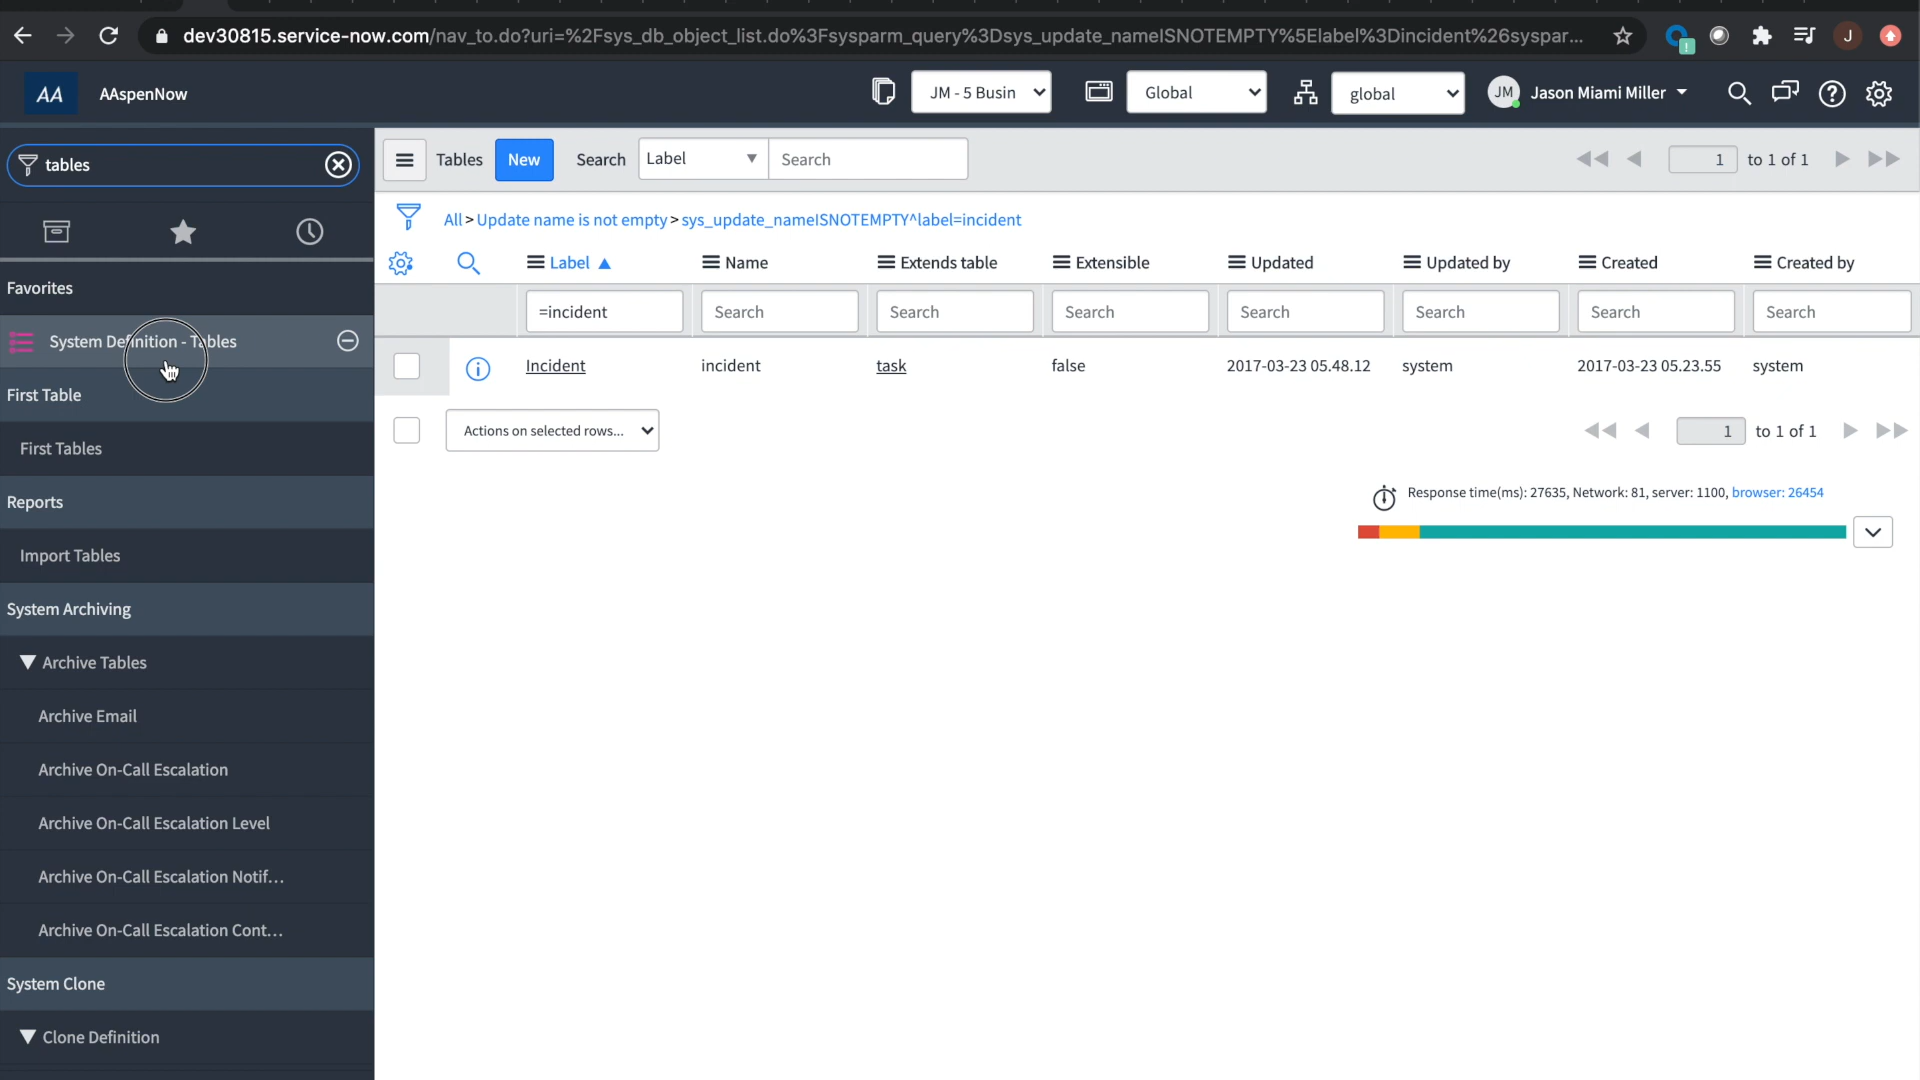 dev30815.service-now.com/nav_to.do?uri=%2Fsys_db_object_list.do%3Fsysparm_query%3Dsys_update_nameISNOTEMPTY%5Elabel%3Dincident%26syspar...
J
AA
AAspenNow
JM - 5 Busin
Global
global
JM
Jason Miami Miller
tables
Tables
New
Search
Label
Search
1
to 1 of 1
All > Update name is not empty > sys_update_nameISNOTEMPTY^label=incident
Label
Name
Extends table
Extensible
Updated
Updated by
Created
Created by
=incident
Search
Search
Search
Search
Search
Search
Search
Incident
incident
task
false
2017-03-23 05.48.12
system
2017-03-23 05.23.55
system
Actions on selected rows...
1
to 1 of 1
Response time(ms): 27635, Network: 81, server: 1100, browser: 26454
Favorites
System Definition - Tables
First Table
First Tables
Reports
Import Tables
System Archiving
Archive Tables
Archive Email
Archive On-Call Escalation
Archive On-Call Escalation Level
Archive On-Call Escalation Notif...
Archive On-Call Escalation Cont...
System Clone
Clone Definition